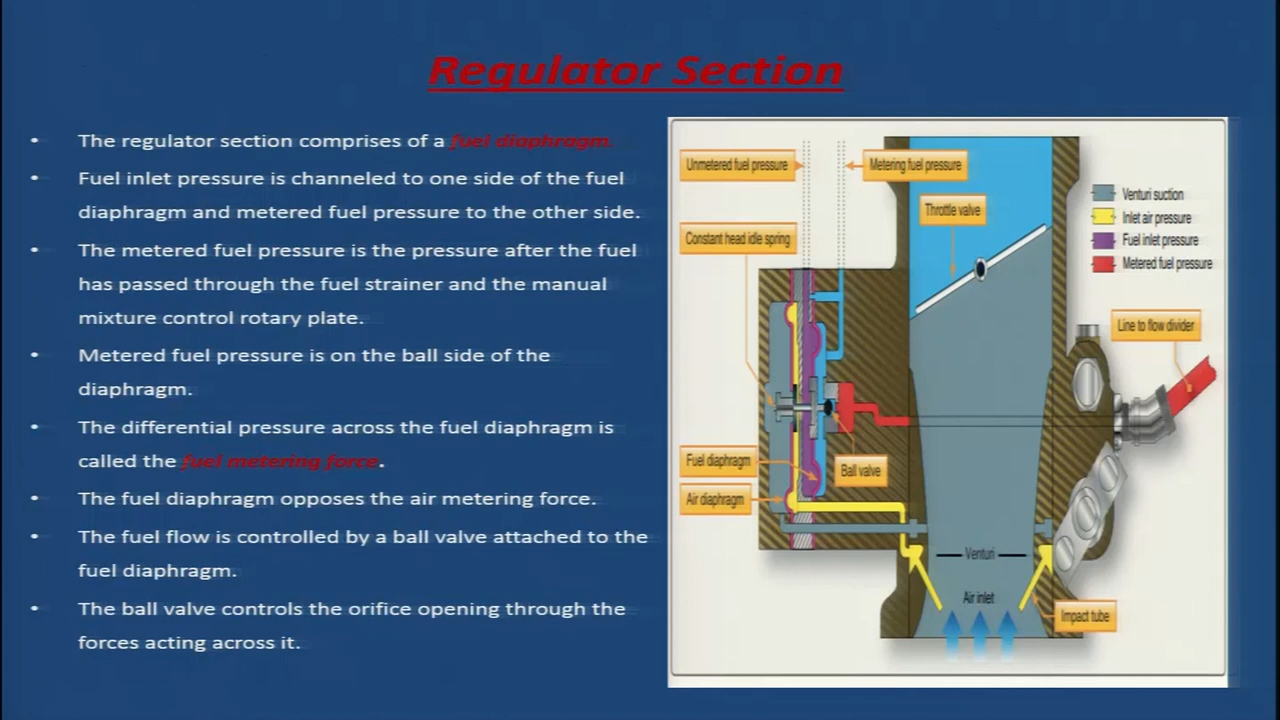 Regulator Section
• The regulator section comprises of a fuel diaphragm.
• Fuel inlet pressure is channeled to one side of the fuel
diaphragm and metered fuel pressure to the other side.
• The metered fuel pressure is the pressure after the fuel
has passed through the fuel strainer and the manual
mixture control rotary plate.
• Metered fuel pressure is on the ball side of the
diaphragm.
• The differential pressure across the fuel diaphragm is
called the fuel metering force.
• The fuel diaphragm opposes the air metering force.
• The fuel flow is controlled by a ball valve attached to the
fuel diaphragm.
• The ball valve controls the orifice opening through the
forces acting across it.
Unmetered fuel pressure
Metering fuel pressure
Throttle valve
Constant head idle spring
Venturi suction
Inlet air pressure
Fuel inlet pressure
Metered fuel pressure
Line to flow divider
Fuel diaphragm
Ball valve
Air diaphragm
Venturi
Air inlet
Impact tube